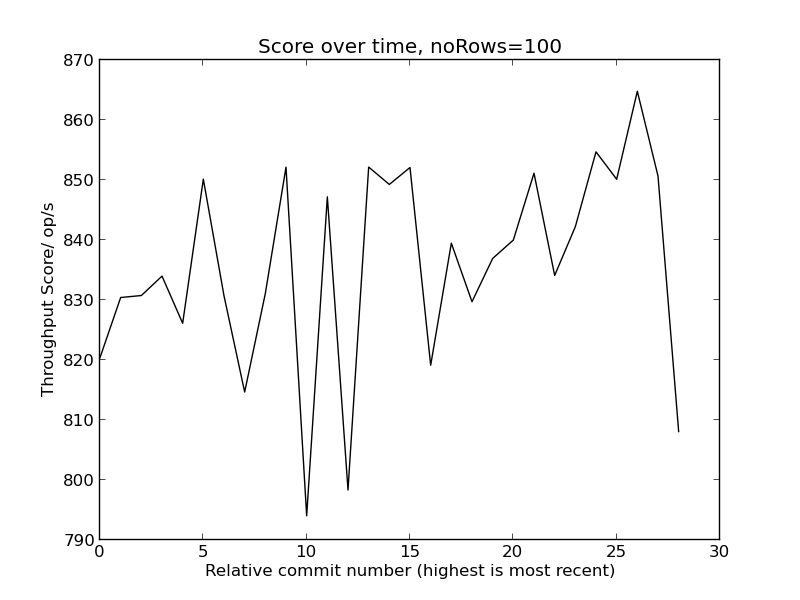 Score over time, noRows=100
870
860
850
840
830
820
810
800
790
Throughput Score/ op/s
0 5 10 15 20 25 30
Relative commit number (highest is most recent)